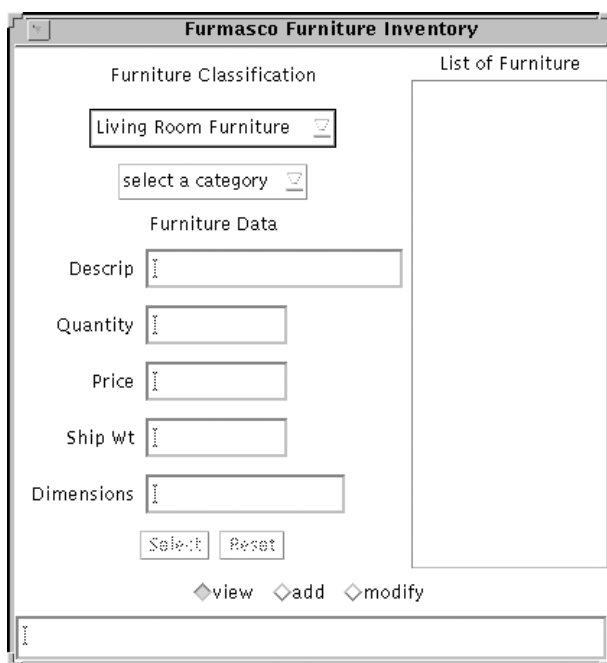 Furmasco Furniture Inventory
Furniture Classification
List of Furniture
Living Room Furniture
select a category
Furniture Data
Descrip
Quantity
Price
Ship Wt
Dimensions
Select Reset
view add modify